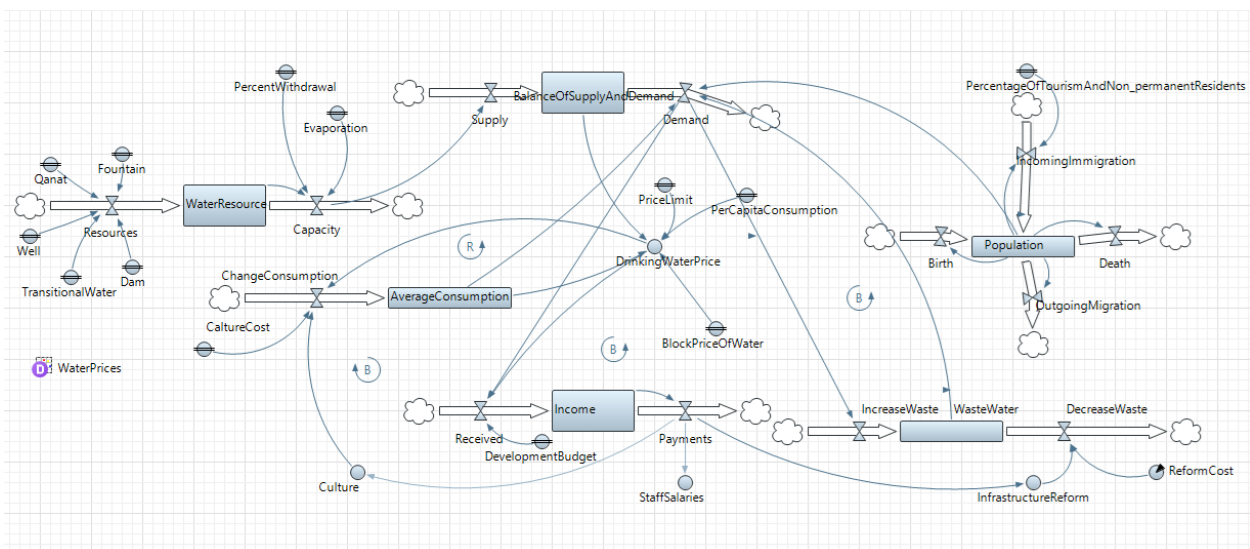 PercentWithdrawal
PercentageOfTourismAndNon_permanentResidents
BalanceOfSupplyAndDemand
Supply
Demand
Evaporation
Fountain
Qanat
IncomingImmigration
WaterResource
PriceLimit
PerCapitaConsumption
Resources
Capacity
Well
R
Population
DrinkingWaterPrice
Birth
Death
ChangeConsumption
TransitionalWater
Dam
AverageConsumption
B
OutgoingMigration
CaltureCost
BlockPriceOfWater
B
WaterPrices
B
Income
IncreaseWaste
WasteWater
DecreaseWaste
Received
Payments
DevelopmentBudget
ReformCost
Culture
StaffSalaries
InfrastructureReform
D